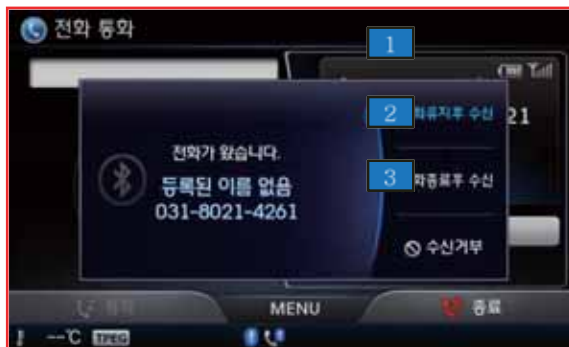 전화 통화
1
2 화유지후 수신 21
전화가 왔습니다.
3 화종료후 수신
등록된 이름 없음
031-8021-4261
수신거부
MENU 종료
--℃ TPEG